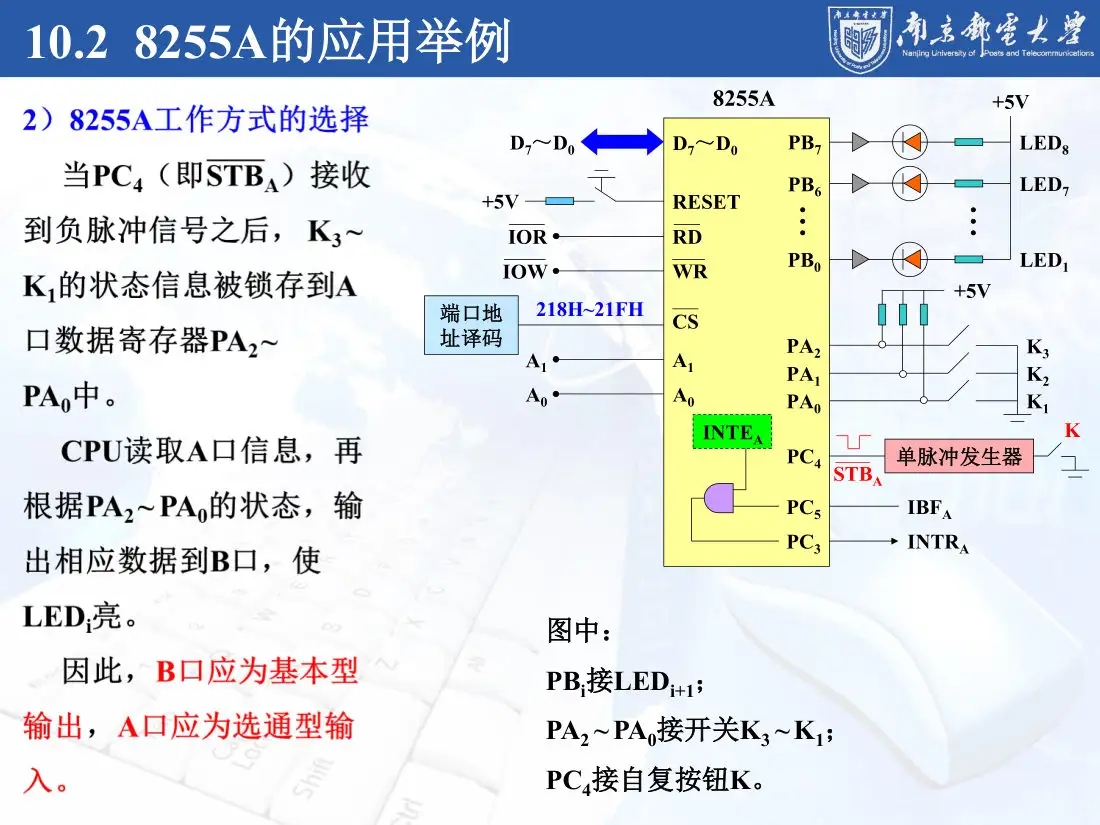 10.2 8255A的应用举例
南京邮电大学
Nanjing University of Posts and Telecommunications
2）8255A工作方式的选择
当PC4（即STBA）接收
到负脉冲信号之后， K3～
K1的状态信息被锁存到A
口数据寄存器PA2～
PA0中。
CPU读取A口信息，再
根据PA2～PA0的状态，输
出相应数据到B口，使
LEDi亮。
因此，B口应为基本型
输出，A口应为选通型输
入。
8255A
+5V
D7～D0
D7～D0
PB7
LED8
PB6
LED7
+5V
RESET
IOR
RD
IOW
WR
PB0
LED1
端口地
址译码
218H~21FH
CS
+5V
A1
A1
PA2
K3
PA1
K2
A0
A0
PA0
K1
INTEA
K
PC4
STBA
单脉冲发生器
PC5
IBFA
PC3
INTRA
图中：
PBi接LEDi+1；
PA2～PA0接开关K3～K1；
PC4接自复按钮K。